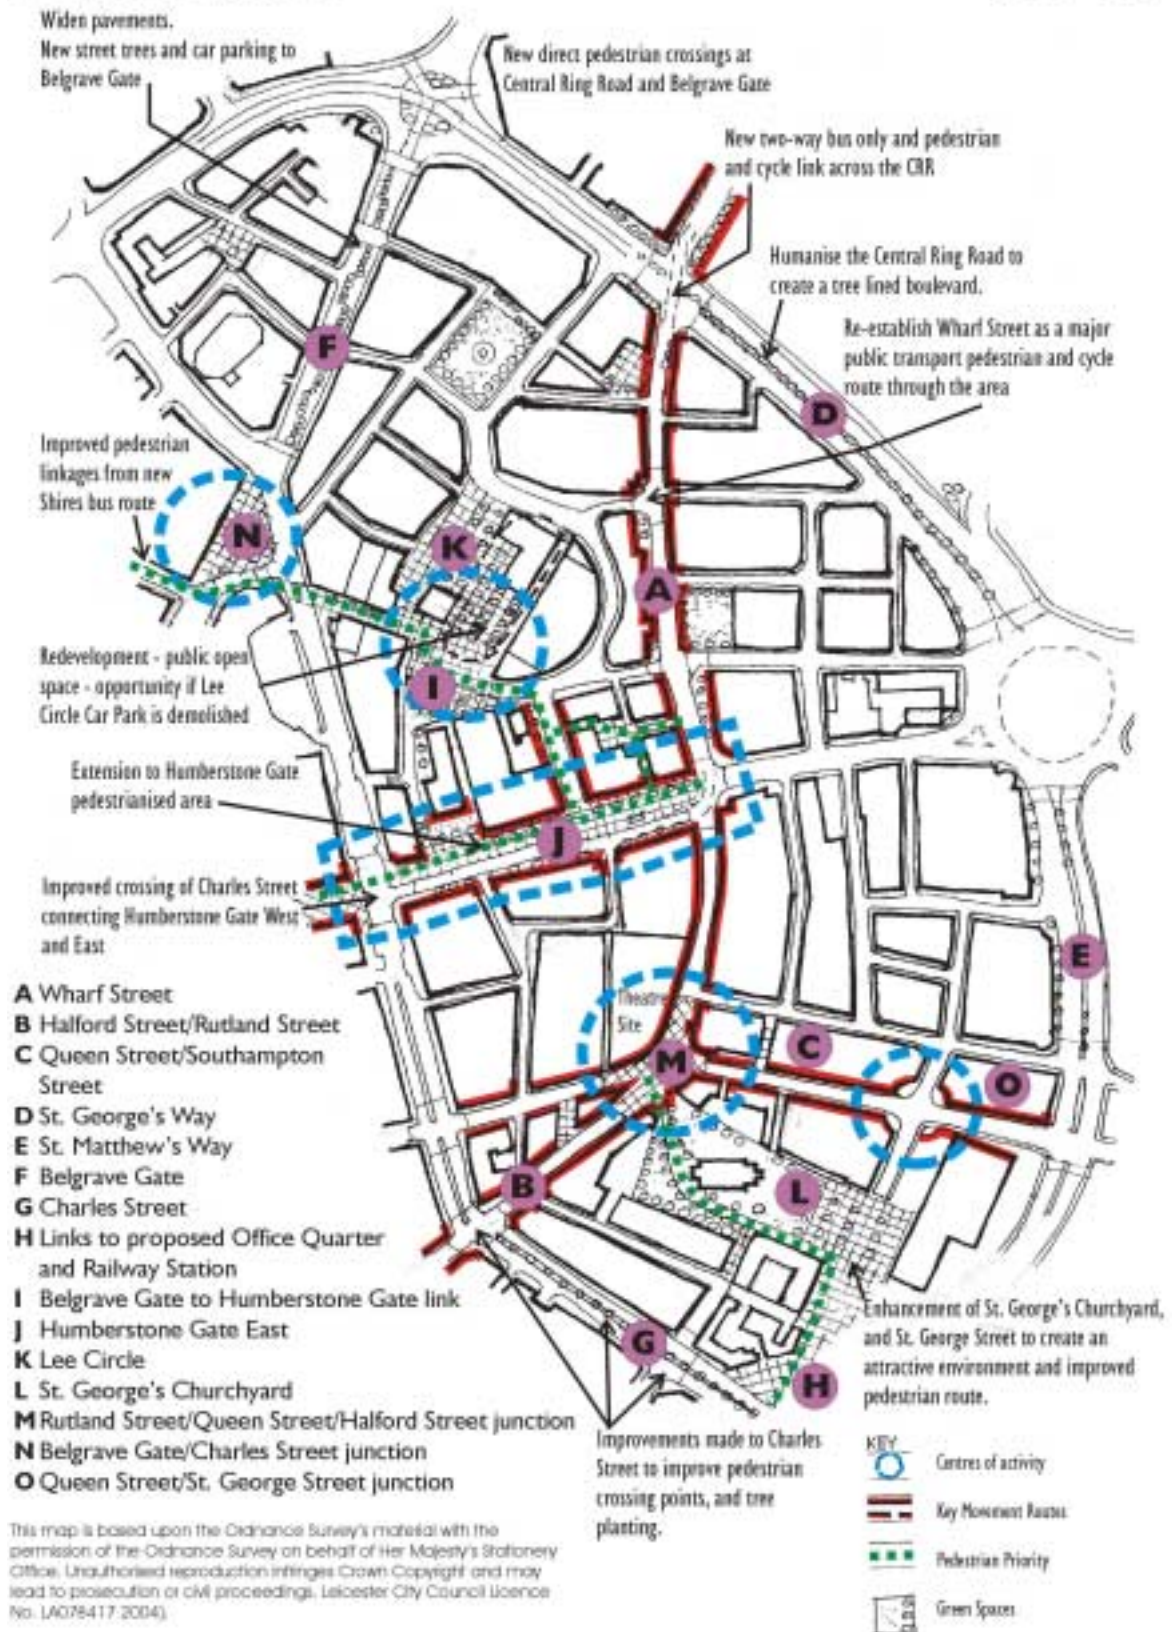 Widen pavements.
New street trees and car parking to
Belgrave Gate
New direct pedestrian crossings at
Central Ring Road and Belgrave Gate
New two-way bus only and pedestrian
and cycle link across the CRR
Humanise the Central Ring Road to
create a tree lined boulevard.
Re-establish Wharf Street as a major
public transport pedestrian and cycle
route through the area
F
D
Improved pedestrian
linkages from new
Shires bus route
N
K
A
Redevelopment - public open
space - opportunity if Lee
Circle Car Park is demolished
I
Extension to Humberstone Gate
pedestrianised area
J
Improved crossing of Charles Street
connecting Humberstone Gate West
and East
E
Theatre
Site
M
C
O
B
L
G
H
A Wharf Street
B Halford Street/Rutland Street
C Queen Street/Southampton
Street
D St. George's Way
E St. Matthew's Way
F Belgrave Gate
G Charles Street
H Links to proposed Office Quarter
and Railway Station
I Belgrave Gate to Humberstone Gate link
J Humberstone Gate East
K Lee Circle
L St. George's Churchyard
M Rutland Street/Queen Street/Halford Street junction
N Belgrave Gate/Charles Street junction
O Queen Street/St. George Street junction
Enhancement of St. George's Churchyard,
and St. George Street to create an
attractive environment and improved
pedestrian route.
Improvements made to Charles
Street to improve pedestrian
crossing points, and tree
planting.
KEY
Centres of activity
Key Movement Routes
Pedestrian Priority
Green Spaces
This map is based upon the Ordnance Survey's material with the
permission of the Ordnance Survey on behalf of Her Majesty's Stationery
Office. Unauthorised reproduction infringes Crown Copyright and may
lead to prosecution or civil proceedings. Leicester City Council Licence
No. LA078417 2004).